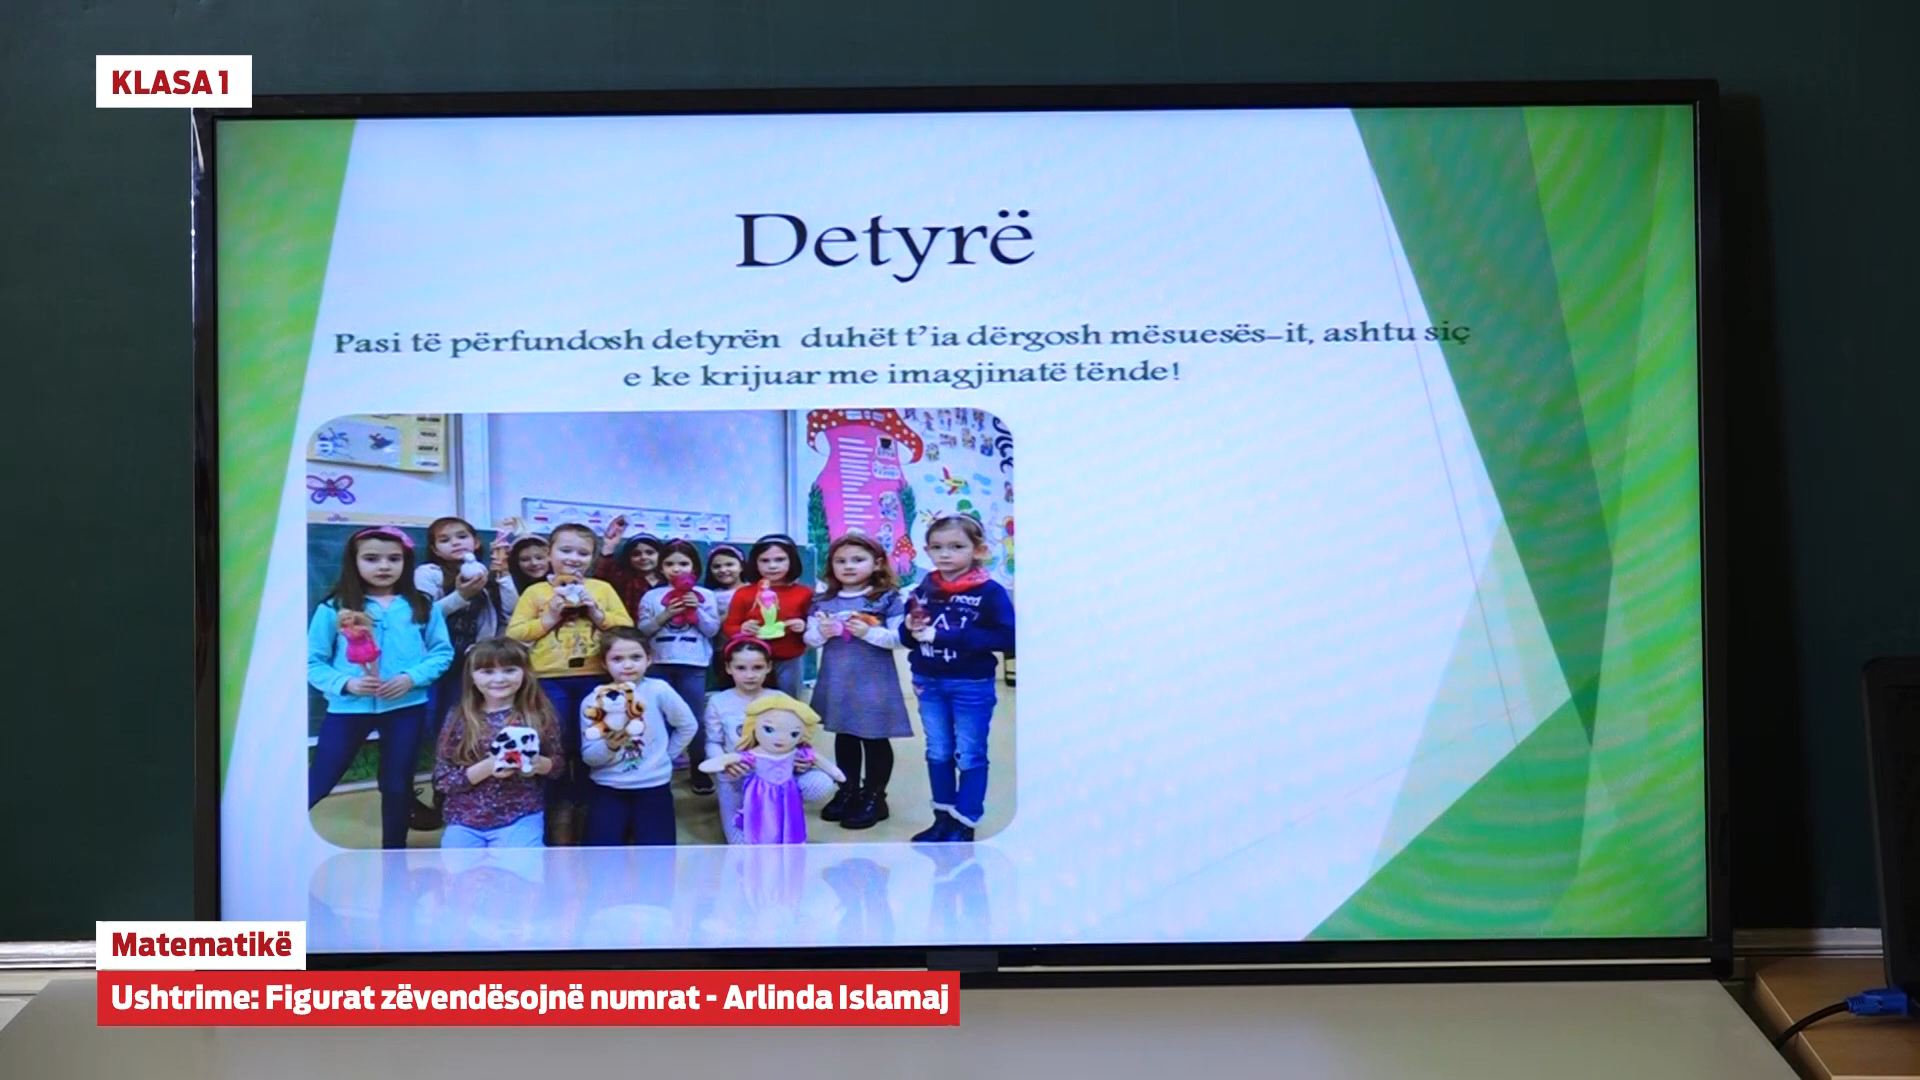 KLASA 1
Detyrë
Pasi të përfundosh detyrën duhët t'ia dërgosh mësuesës-it, ashtu siç
e ke krijuar me imagjinatë tënde!
Matematikë
Ushtrime: Figurat zëvendësojnë numrat - Arlinda Islamaj